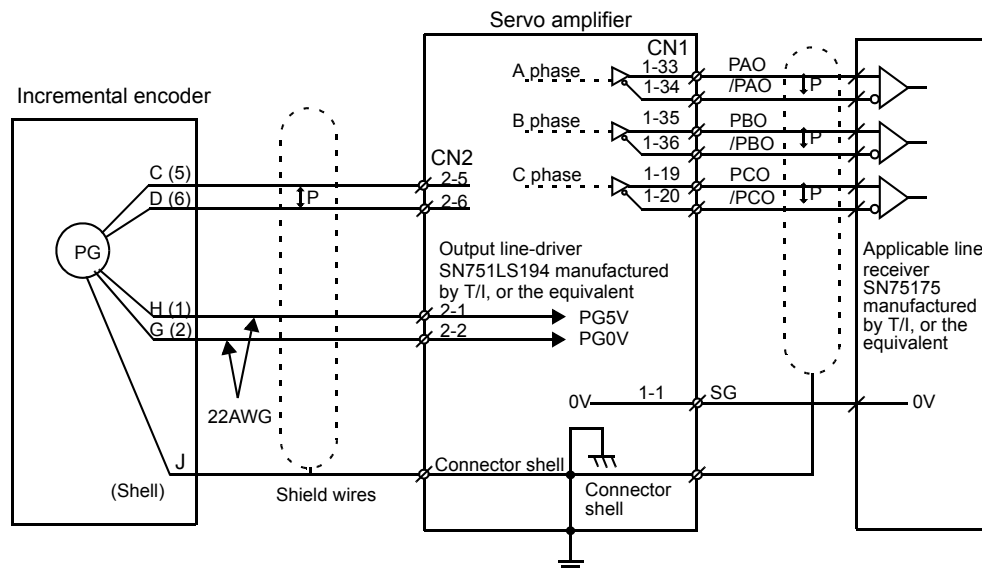 Servo amplifier
Incremental encoder
PG
C (5)
D (6)
H (1)
G (2)
J
(Shell)
P
22AWG
Shield wires
CN2
2-5
2-6
Output line-driver
SN751LS194 manufactured
by T/I, or the equivalent
2-1
PG5V
2-2
PG0V
Connector shell
Connector
shell
CN1
A phase
1-33
PAO
1-34
/PAO
P
B phase
1-35
PBO
1-36
/PBO
P
C phase
1-19
PCO
1-20
/PCO
P
0V
1-1
SG
0V
Applicable line
receiver
SN75175
manufactured
by T/I, or the
equivalent